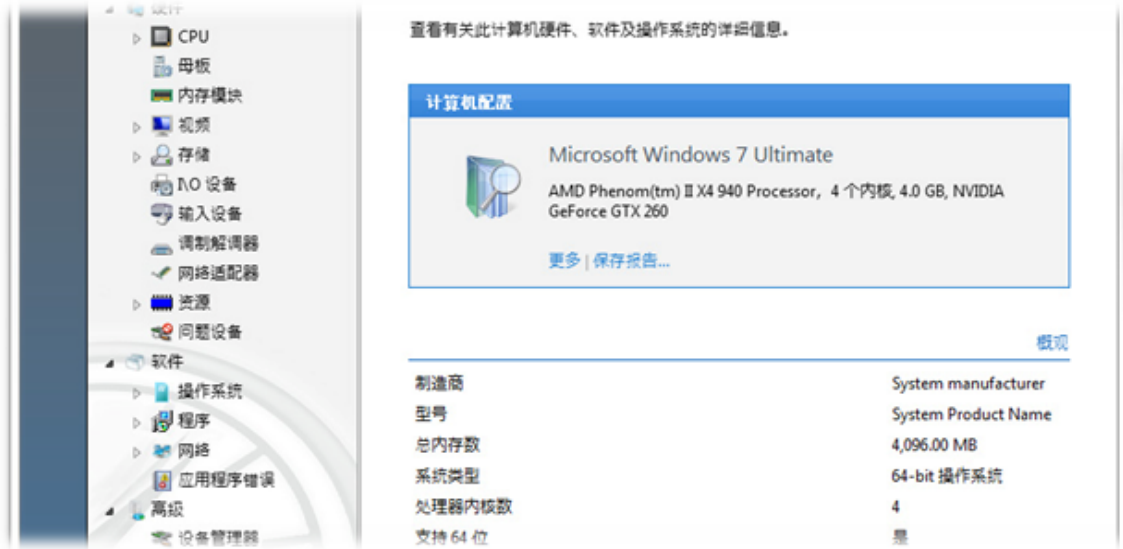 硬件
CPU
母板
内存模块
视频
存储
I\O 设备
输入设备
调制解调器
网络适配器
资源
问题设备
软件
操作系统
程序
网络
应用程序错误
高级
设备管理器
查看有关此计算机硬件、软件及操作系统的详细信息。
计算机配置
Microsoft Windows 7 Ultimate
AMD Phenom(tm) II X4 940 Processor, 4 个内核, 4.0 GB, NVIDIA
GeForce GTX 260
更多 | 保存报告...
概观
制造商 System manufacturer
型号 System Product Name
总内存数 4,096.00 MB
系统类型 64-bit 操作系统
处理器内核数 4
支持 64 位 是